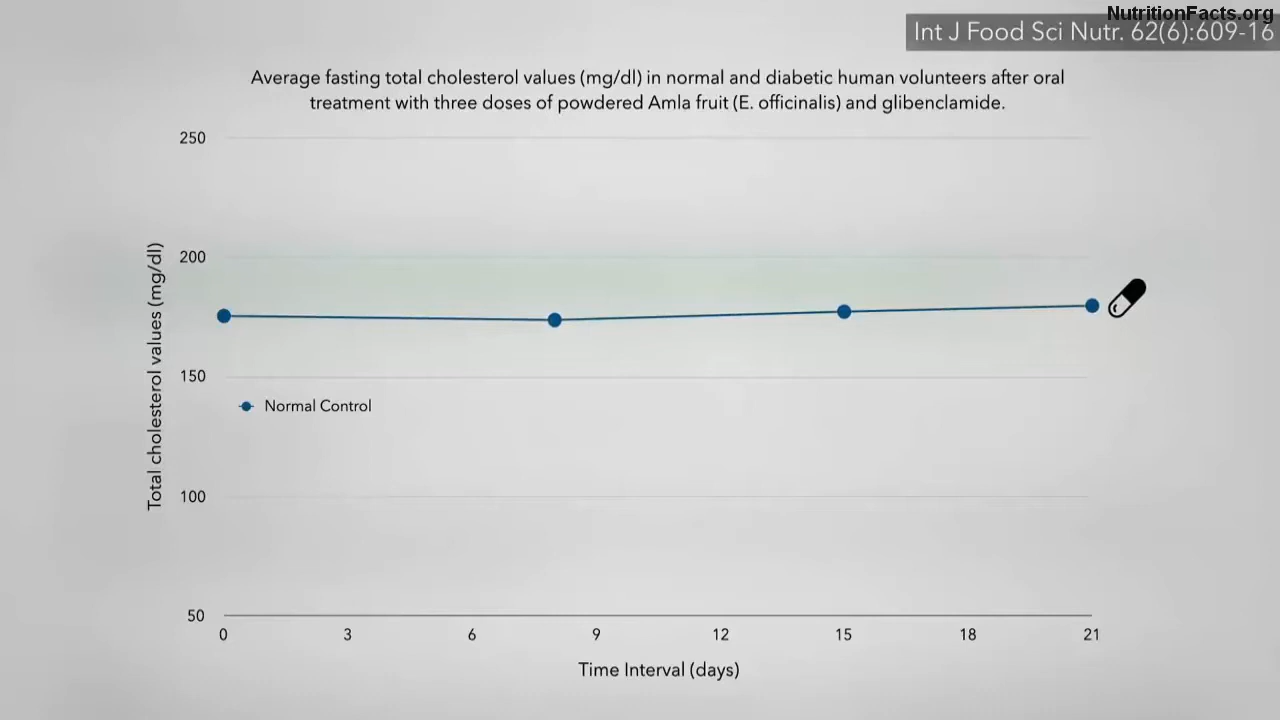 NutritionFacts.org
Int J Food Sci Nutr. 62(6):609-16
Average fasting total cholesterol values (mg/dl) in normal and diabetic human volunteers after oral
treatment with three doses of powdered Amla fruit (E. officinalis) and glibenclamide.
250
200
150
100
50
Total cholesterol values (mg/dl)
Normal Control
0 3 6 9 12 15 18 21
Time Interval (days)